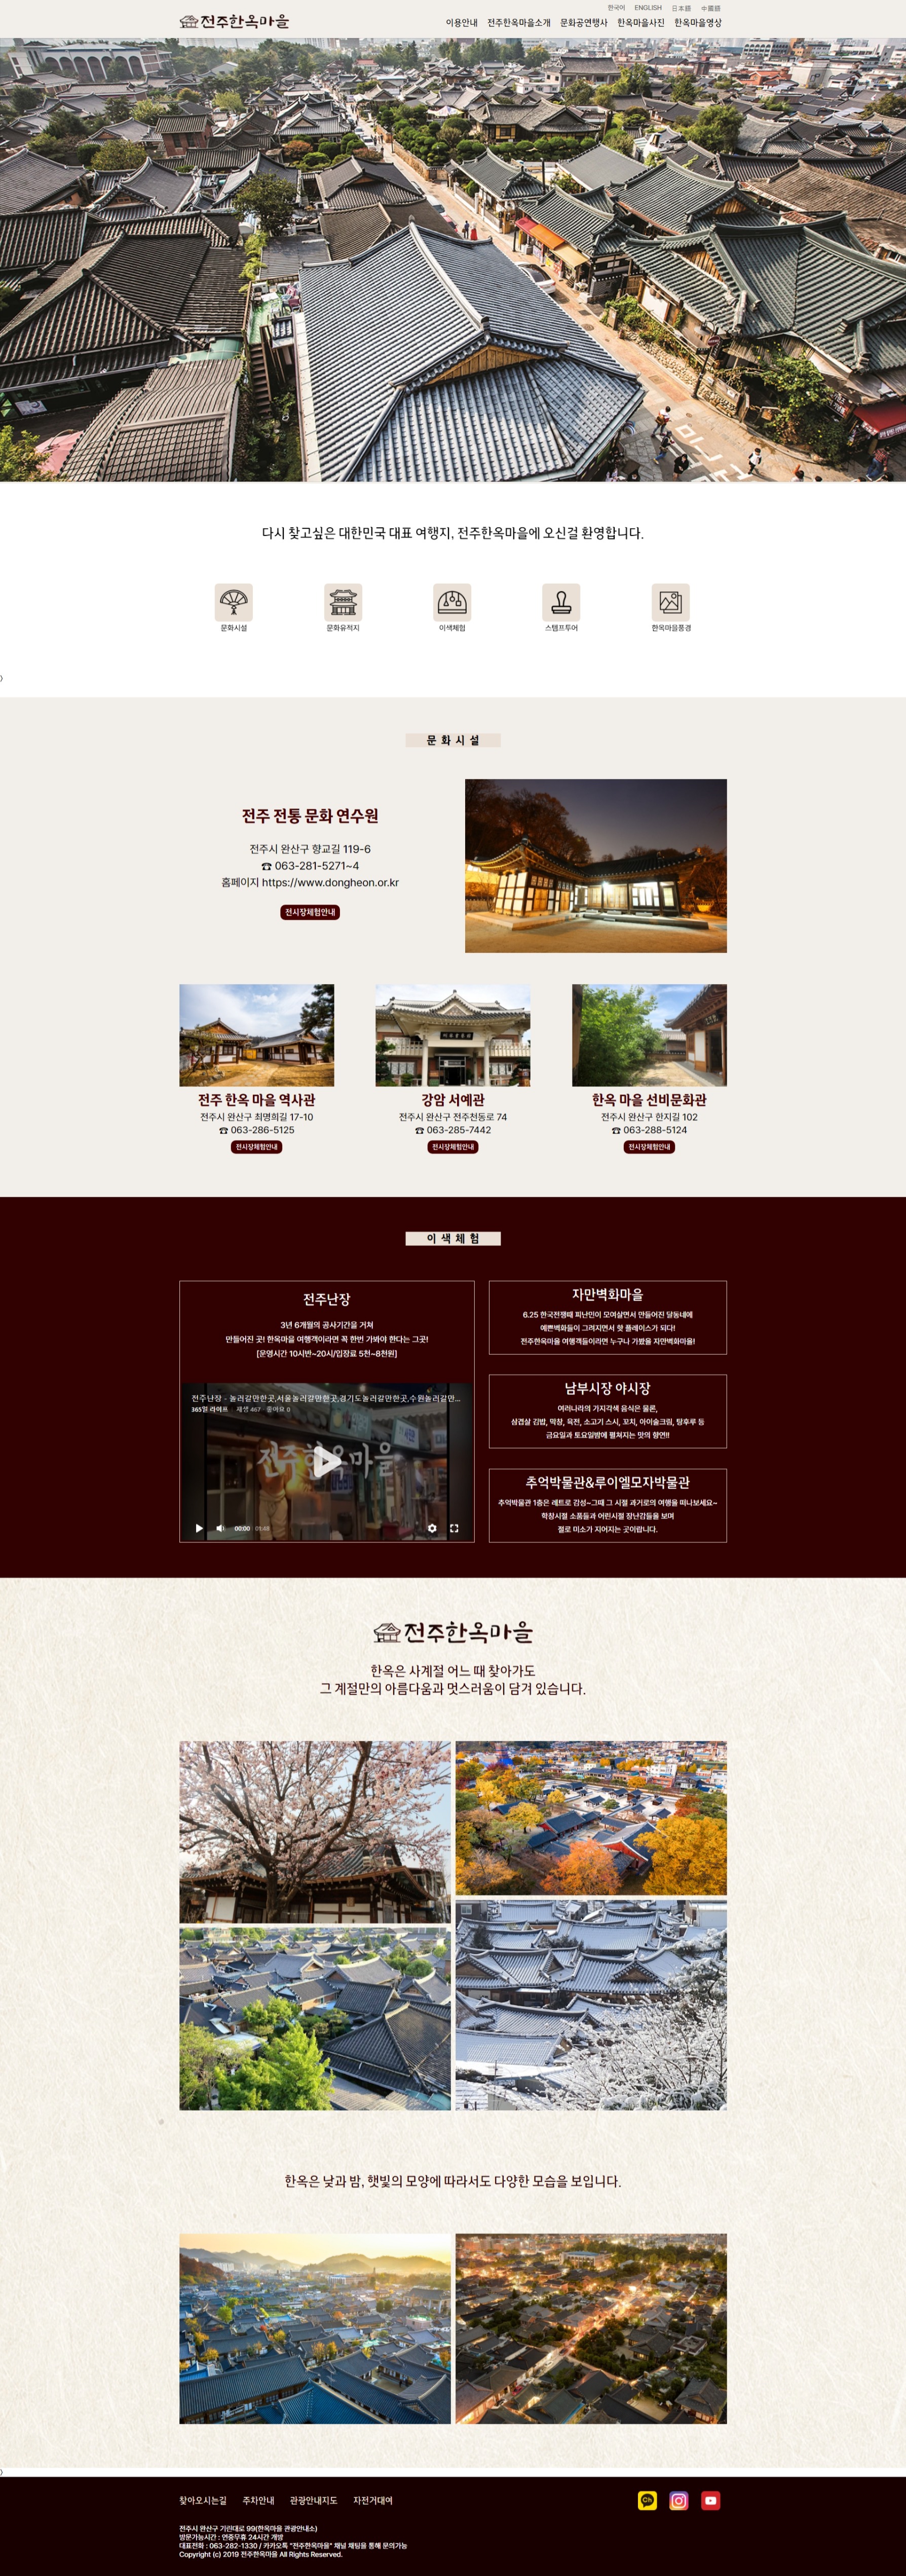 한국어 ENGLISH 日本語 中國語
전주한옥마을
이용안내 전주한옥마을소개 문화공연행사 한옥마을사진 한옥마을영상
다시 찾고싶은 대한민국 대표 여행지, 전주한옥마을에 오신걸 환영합니다.
문화시설 문화유적지 이색체험 스템프투어 한옥마을풍경
}
문화시설
전주 전통 문화 연수원
전주시 완산구 향교길 119-6
☎ 063-281-5271~4
홈페이지 https://www.dongheon.or.kr
전시장체험안내
전주 한옥 마을 역사관
전주시 완산구 최명희길 17-10
☎ 063-286-5125
전시장체험안내
강암 서예관
전주시 완산구 전주천동로 74
☎ 063-285-7442
전시장체험안내
한옥 마을 선비문화관
전주시 완산구 한지길 102
☎ 063-288-5124
전시장체험안내
이색체험
전주난장
3년 6개월의 공사기간을 거쳐
만들어진 곳! 한옥마을 여행객이라면 꼭 한번 가봐야 한다는 그곳!
[운영시간 10시반~20시/입장료 5천~8천원]
전주난장 - 놀러갈만한곳,서울놀러갈만한곳,경기도놀러갈만한곳,수원놀러갈만...
365일 라이프 재생 467 좋아요 0
전주한옥마을
00:00 01:48
자만벽화마을
6.25 한국전쟁때 피난민이 모여살면서 만들어진 달동네에
예쁜벽화들이 그려지면서 핫 플레이스가 되다!
전주한옥마을 여행객들이라면 누구나 가봤을 자만벽화마을!
남부시장 야시장
여러나라의 가지각색 음식은 물론,
삼겹살 김밥, 막창, 육전, 소고기 스시, 꼬치, 아이술크림, 탕후루 등
금요일과 토요일밤에 펼쳐지는 맛의 향연!!
추억박물관&루이엘모자박물관
추억박물관 1층은 레트로 감성~그때 그 시절 과거로의 여행을 떠나보세요~
학창시절 소품들과 어린시절 장난감들을 보며
절로 미소가 지어지는 곳이랍니다.
전주한옥마을
한옥은 사계절 어느 때 찾아가도
그 계절만의 아름다움과 멋스러움이 담겨 있습니다.
한옥은 낮과 밤, 햇빛의 모양에 따라서도 다양한 모습을 보입니다.
}
찾아오시는길 주차안내 관광안내지도 자전거대여
Ch
전주시 완산구 기린대로 99(한옥마을 관광안내소)
방문가능시간 : 연중무휴 24시간 개방
대표전화 : 063-282-1330 / 카카오톡 "전주한옥마을" 채널 채팅을 통해 문의가능
Copyright (c) 2019 전주한옥마을 All Rights Reserved.